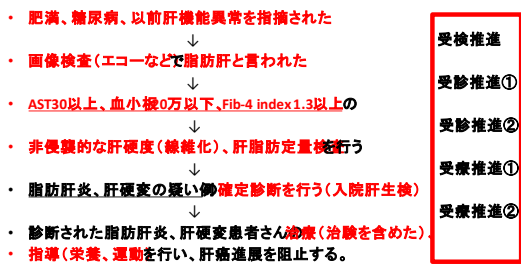 • 肥満、糖尿病、以前肝機能異常を指摘された
↓
• 画像検査(エコーなど)で脂肪肝と言われた
↓
• AST30以上、血小板20万以下、Fib-4 index1.3以上の
↓
• 非侵襲的な肝硬度(線維化)、肝脂肪定量検査を行う
↓
• 脂肪肝炎、肝硬変の疑い例の確定診断を行う(入院肝生検)
↓
• 診断された脂肪肝炎、肝硬変患者さんの治療(治験を含めた)、
• 指導(栄養、運動を行い、肝癌進展を阻止する。
受検推進
受診推進①
受診推進②
受療推進①
受療推進②